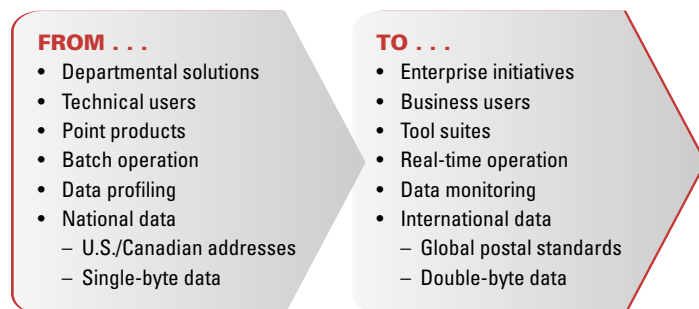 FROM . . .
• Departmental solutions
• Technical users
• Point products
• Batch operation
• Data profiling
• National data
– U.S./Canadian addresses
– Single-byte data
TO . . .
• Enterprise initiatives
• Business users
• Tool suites
• Real-time operation
• Data monitoring
• International data
– Global postal standards
– Double-byte data